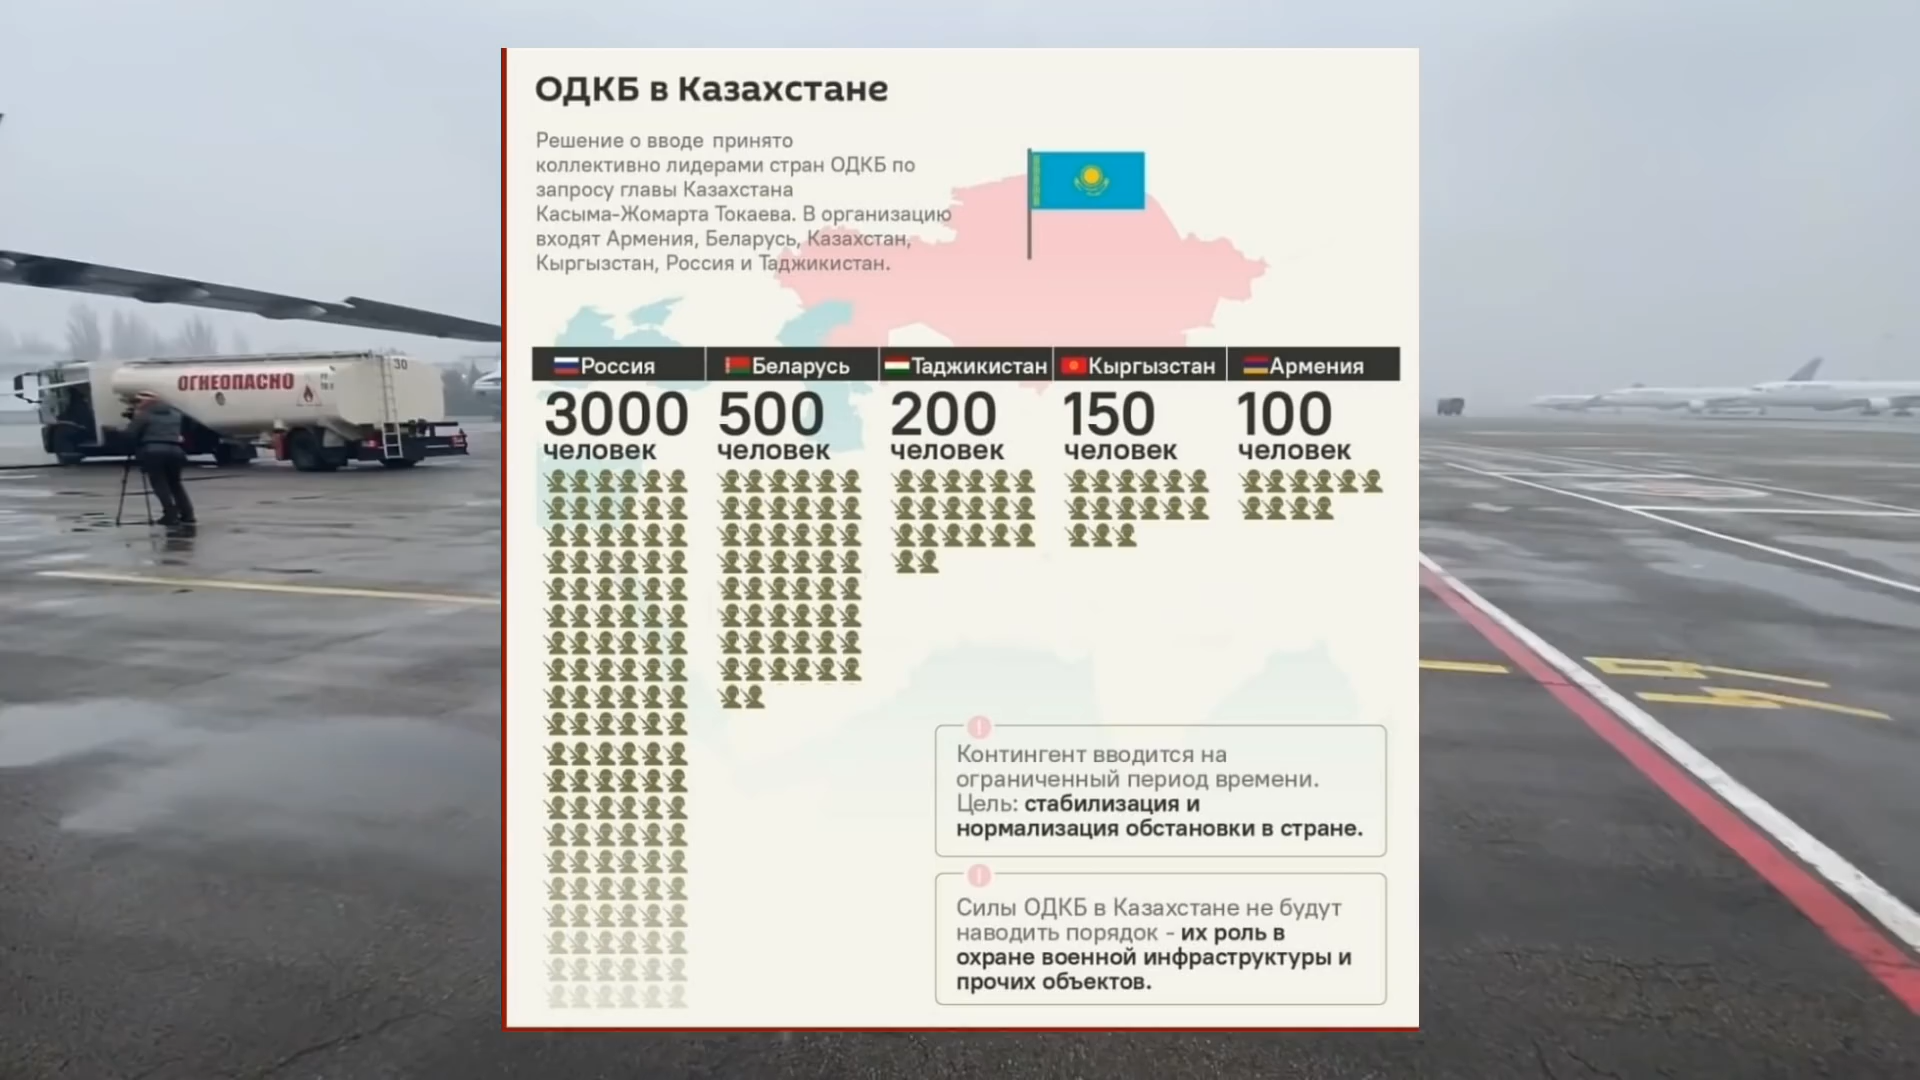 ОДКБ в Казахстане
Решение о вводе принято
коллективно лидерами стран ОДКБ по
запросу главы Казахстана
Касыма-Жомарта Токаева. В организацию
входят Армения, Беларусь, Казахстан,
Кыргызстан, Россия и Таджикистан.
Россия Беларусь Таджикистан Кыргызстан Армения
3000 500 200 150 100
человек человек человек человек человек
Контингент вводится на
ограниченный период времени.
Цель: стабилизация и
нормализация обстановки в стране.
Силы ОДКБ в Казахстане не будут
наводить порядок - их роль в
охране военной инфраструктуры и
прочих объектов.
ОГНЕОПАСНО
30